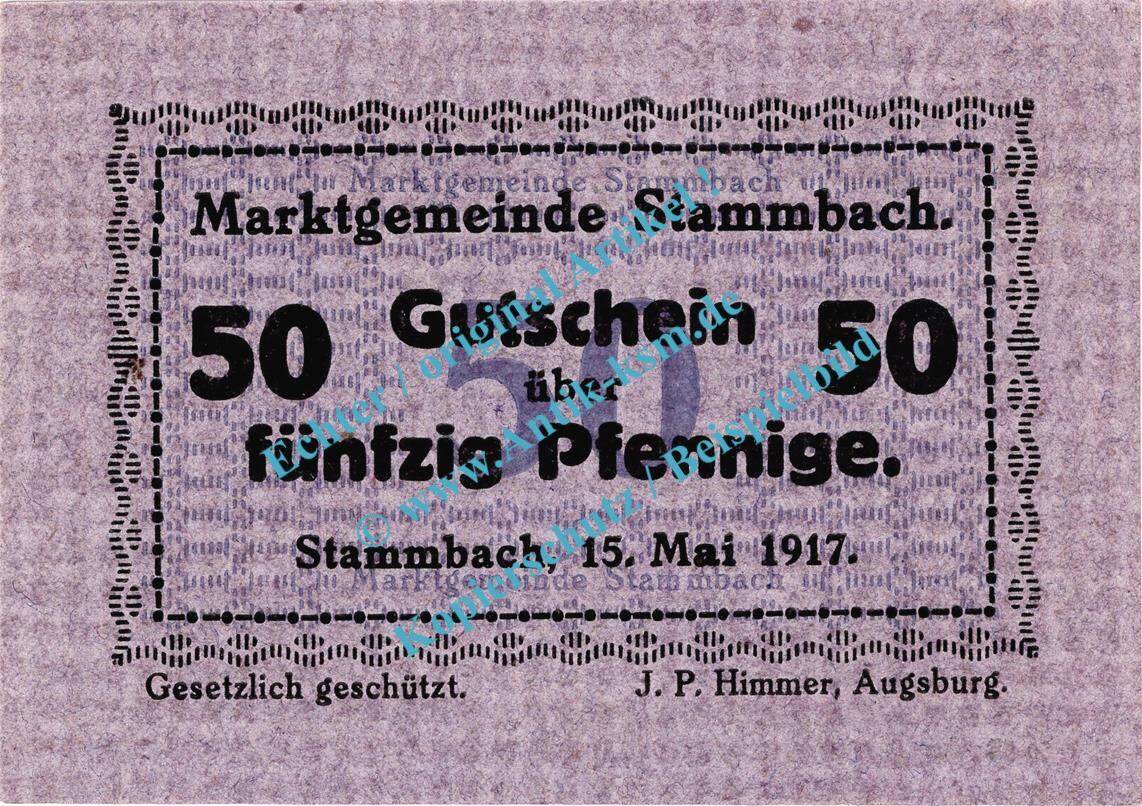 Marktgemeinde Stammbach
Marktgemeinde Stammbach.
50 Gutschein 50
50
über
fünfzig Pfennige.
Stammbach, 15. Mai 1917.
Marktgemeinde Stammbach
Gesetzlich geschützt. J. P. Himmer, Augsburg.
Echter / original Artikel !
© www.Antik-ksm.de
Kopierschutz / Beispielbild